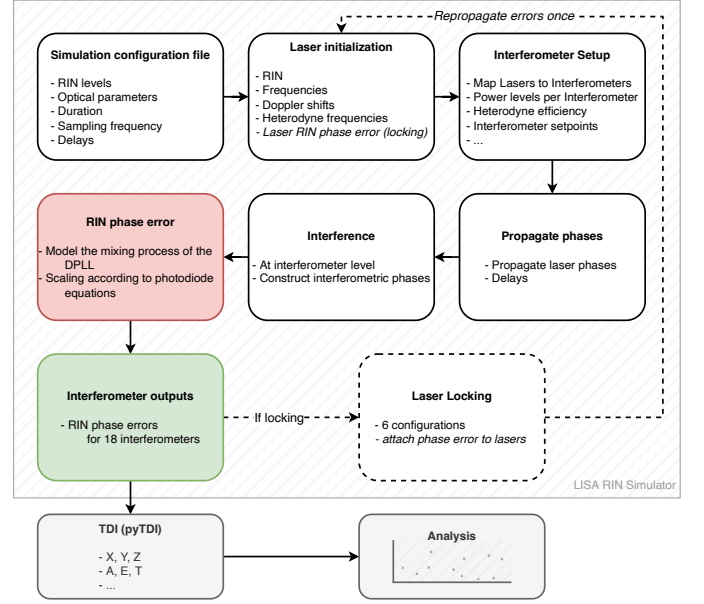 Repropagate errors once
Simulation configuration file
- RIN levels
- Optical parameters
- Duration
- Sampling frequency
- Delays
Laser initialization
- RIN
- Frequencies
- Doppler shifts
- Heterodyne frequencies
- Laser RIN phase error (locking)
Interferometer Setup
- Map Lasers to Interferometers
- Power levels per Interferometer
- Heterodyne efficiency
- Interferometer setpoints
- ...
RIN phase error
- Model the mixing process of the
DPLL
- Scaling according to photodiode
equations
Interference
- At interferometer level
- Construct interferometric phases
Propagate phases
- Propagate laser phases
- Delays
Interferometer outputs
- RIN phase errors
for 18 interferometers
If locking
Laser Locking
- 6 configurations
- attach phase error to lasers
LISA RIN Simulator
TDI (pyTDI)
- X, Y, Z
- A, E, T
- ...
Analysis